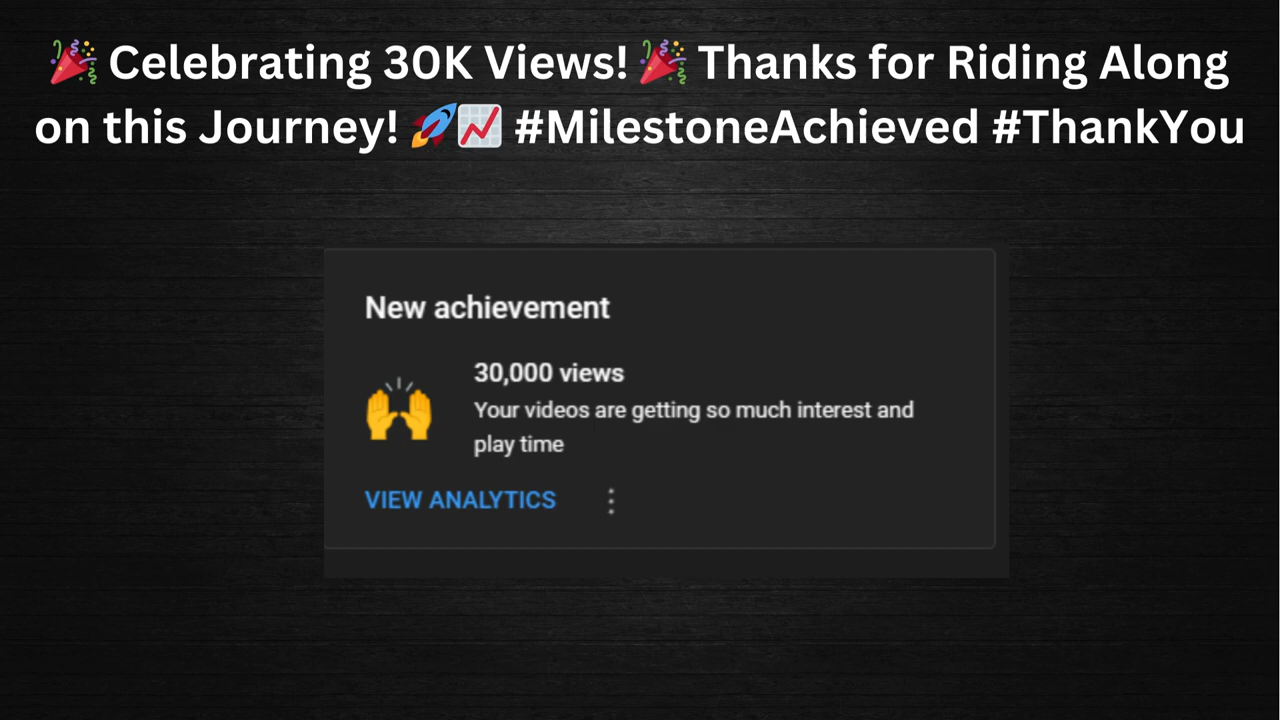 🎉 Celebrating 30K Views! 🎉 Thanks for Riding Along
on this Journey! 🚀📈 #MilestoneAchieved #ThankYou
New achievement
30,000 views
Your videos are getting so much interest and
play time
VIEW ANALYTICS